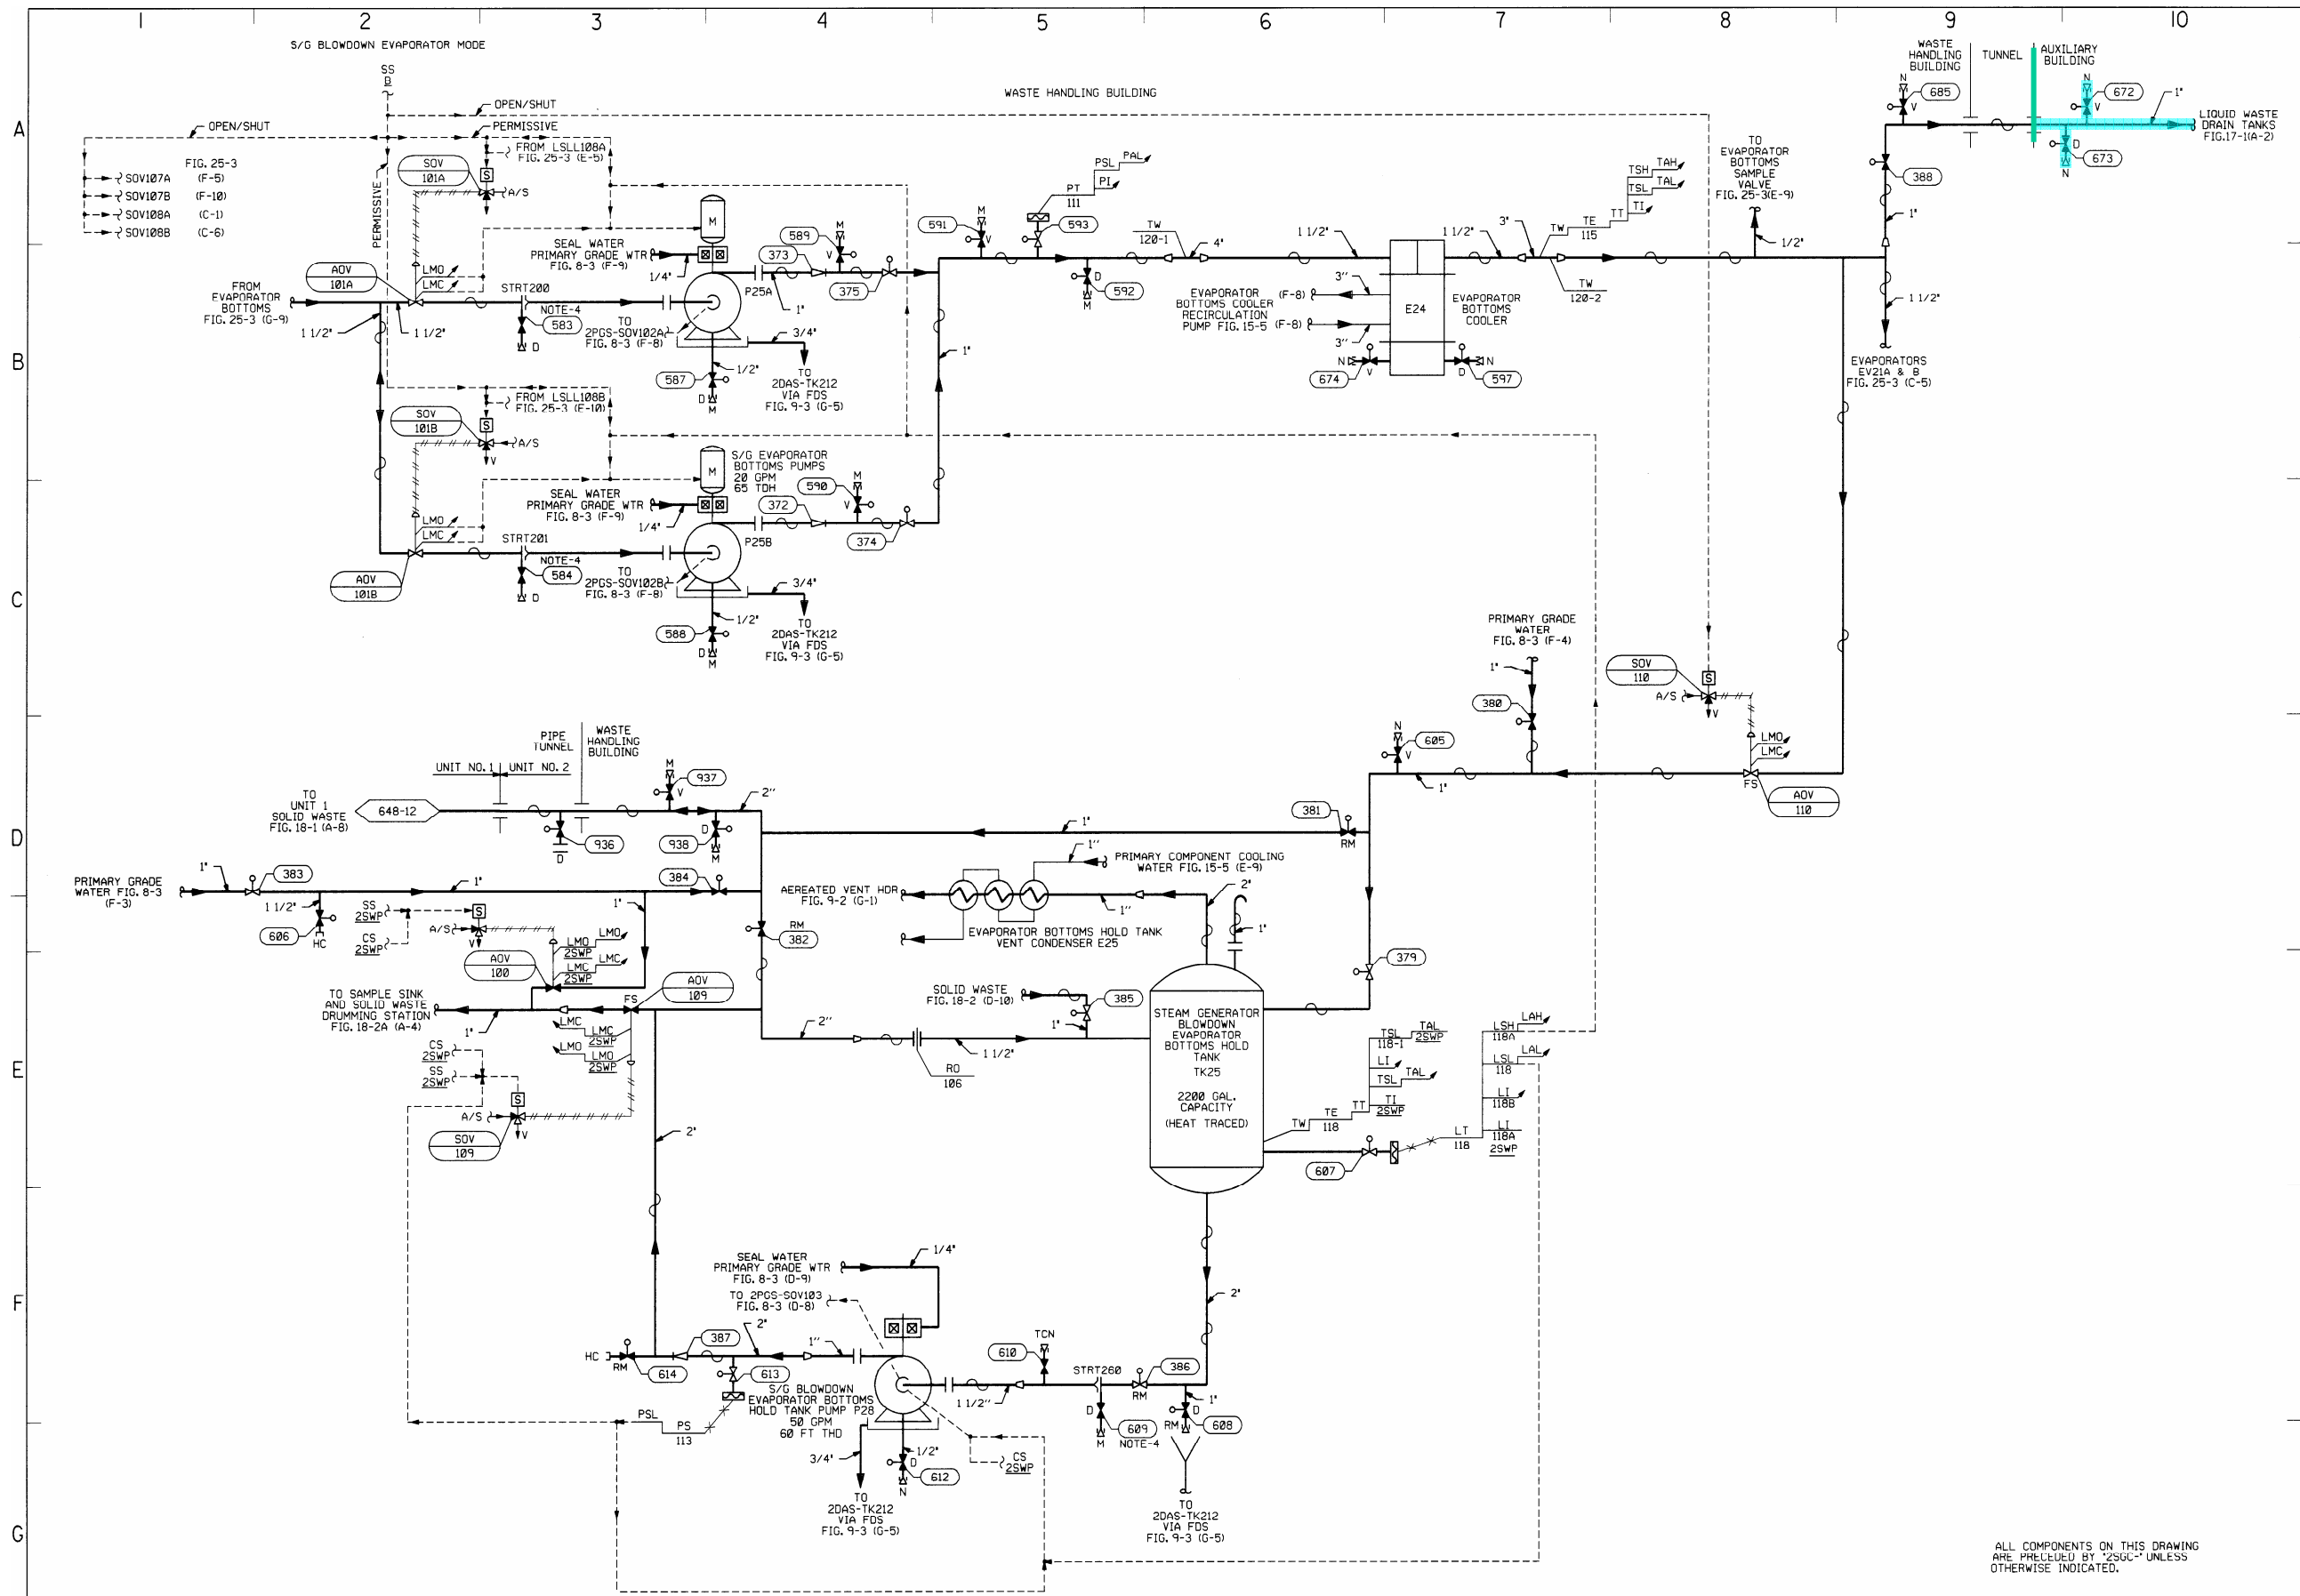 1 2 3 4 5 6 7 8 9 10
S/G BLOWDOWN EVAPORATOR MODE
SS
B
OPEN/SHUT
WASTE HANDLING BUILDING
WASTE
HANDLING
BUILDING
TUNNEL
AUXILIARY
BUILDING
N
685
V
N
672
V
1"
LIQUID WASTE
DRAIN TANKS
FIG.17-1(A-2)
D
673
N
A
OPEN/SHUT
PERMISSIVE
FROM LSLL108A
FIG. 25-3 (E-5)
FIG. 25-3
SOV107A (F-5)
SOV107B (F-10)
SOV108A (C-1)
SOV108B (C-6)
PERMISSIVE
SOV
101A
S
A/S
M
PSL
PAL
PT
111
PI
TSH
TAH
TSL
TAL
TT
TI
TW
TE
115
TO
EVAPORATOR
BOTTOMS
SAMPLE
VALVE
FIG. 25-3(E-9)
388
1"
SEAL WATER
PRIMARY GRADE WTR
FIG. 8-3 (F-9)
1/4"
M
589
V
373
M
591
V
593
TW
120-1
4"
1 1/2"
1 1/2"
3"
1/2"
AOV
101A
LMO
LMC
FROM
EVAPORATOR
BOTTOMS
FIG. 25-3 (G-9)
1 1/2"
1 1/2"
STRT200
NOTE-4
583
D
P25A
1"
375
D
592
M
3"
EVAPORATOR (F-8)
BOTTOMS COOLER
RECIRCULATION
PUMP FIG. 15-5 (F-8)
3"
E24
EVAPORATOR
BOTTOMS
COOLER
TW
120-2
1 1/2"
B
TO
2PGS-SOV102A
FIG. 8-3 (F-8)
3/4"
1/2"
587
D
M
TO
2DAS-TK212
VIA FDS
FIG. 9-3 (G-5)
1"
N
674
V
N
597
D
EVAPORATORS
EV21A & B
FIG. 25-3 (C-5)
FROM LSLL108B
FIG. 25-3 (E-10)
SOV
101B
S
A/S
V
M
S/G EVAPORATOR
BOTTOMS PUMPS
20 GPM
65 TDH
SEAL WATER
PRIMARY GRADE WTR
FIG. 8-3 (F-9)
1/4"
M
590
V
372
374
LMO
LMC
STRT201
NOTE-4
584
D
P25B
AOV
101B
C
TO
2PGS-SOV102B
FIG. 8-3 (F-8)
3/4"
1/2"
588
D
M
TO
2DAS-TK212
VIA FDS
FIG. 9-3 (G-5)
PRIMARY GRADE
WATER
FIG. 8-3 (F-4)
1"
380
SOV
110
S
A/S
V
LMO
LMC
FS
AOV
110
N
605
V
1"
PIPE
TUNNEL
WASTE
HANDLING
BUILDING
UNIT NO. 1
UNIT NO. 2
M
937
V
2"
TO
UNIT 1
SOLID WASTE
FIG. 18-1 (A-8)
648-12
D
936
D
938
M
381
RM
1"
D
1"
383
1"
PRIMARY GRADE
WATER FIG. 8-3
(F-3)
384
1"
PRIMARY COMPONENT COOLING
WATER FIG. 15-5 (E-9)
AEREATED VENT HDR
FIG. 9-2 (G-1)
1"
2"
1"
EVAPORATOR BOTTOMS HOLD TANK
VENT CONDENSER E25
1 1/2"
606
HC
SS
2SWP
CS
2SWP
S
A/S
V
1"
RM
382
LMO
2SWP
LMO
LMC
2SWP
LMC
AOV
100
AOV
109
FS
379
TO SAMPLE SINK
AND SOLID WASTE
DRUMMING STATION
FIG. 18-2A (A-4)
1"
LMC
LMC
2SWP
LMO
LMO
2SWP
SOLID WASTE
FIG. 18-2 (D-10)
385
1"
2"
1 1/2"
RO
106
STEAM GENERATOR
BLOWDOWN
EVAPORATOR
BOTTOMS HOLD
TANK
TK25
2200 GAL.
CAPACITY
(HEAT TRACED)
E
CS
2SWP
SS
2SWP
S
A/S
V
SOV
109
2"
TSL
118-1
TAL
2SWP
LI
TSL
TAL
TT
TI
2SWP
TW
TE
118
LSH
118A
LAH
LSL
118
LAL
LI
118B
LI
118A
2SWP
LT
118
607
SEAL WATER
PRIMARY GRADE WTR
FIG. 8-3 (D-9)
1/4"
TO 2PGS-SOV103
FIG. 8-3 (D-8)
2"
F
HC
RM
614
387
2"
1"
613
TCN
610
STRT260
386
RM
1 1/2"
1"
D
RM
608
D
609
M
NOTE-4
S/G BLOWDOWN
EVAPORATOR BOTTOMS
HOLD TANK PUMP P28
50 GPM
60 FT THD
PSL
PS
113
3/4"
1/2"
D
612
N
CS
2SWP
G
TO
2DAS-TK212
VIA FDS
FIG. 9-3 (G-5)
TO
2DAS-TK212
VIA FDS
FIG. 9-3 (G-5)
ALL COMPONENTS ON THIS DRAWING
ARE PRECEDED BY "2SGC-" UNLESS
OTHERWISE INDICATED.